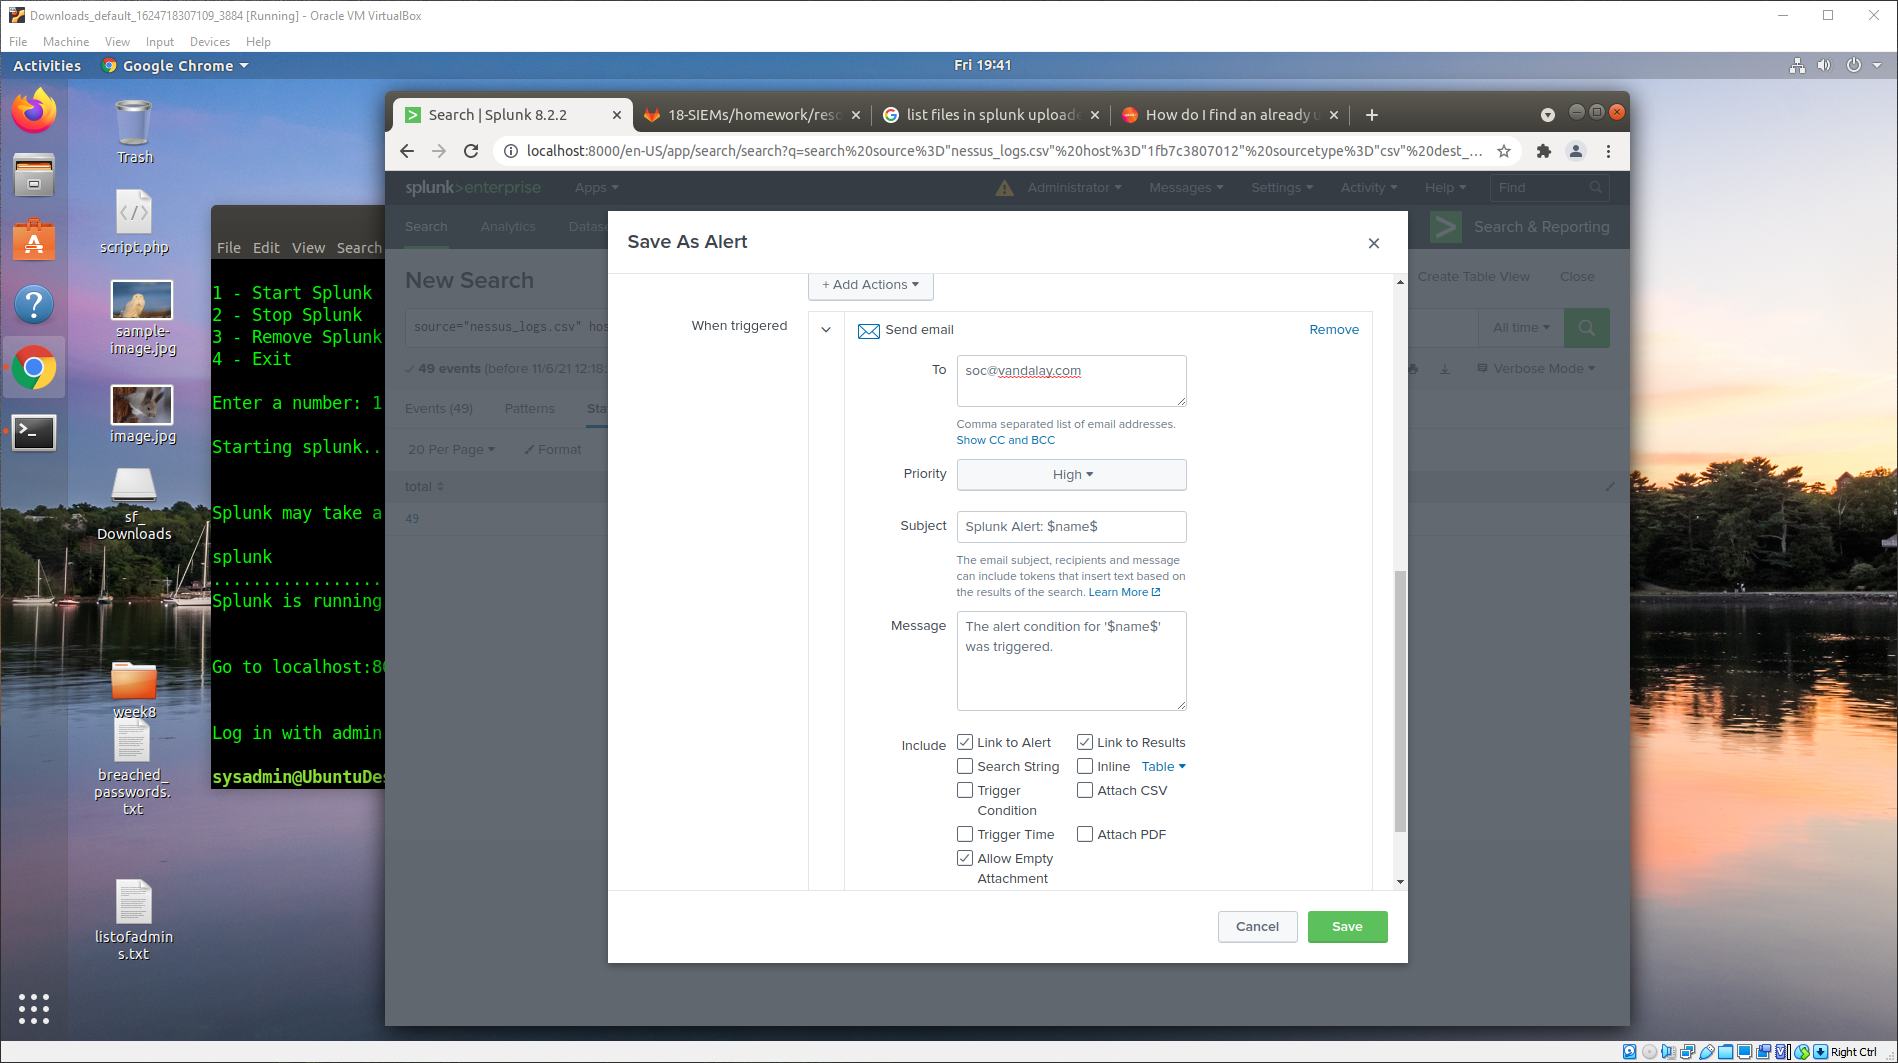 Downloads_default_1624718307109_3884 [Running] - Oracle VM VirtualBox
File Machine View Input Devices Help
Activities Google Chrome Fri 19:41
Search | Splunk 8.2.2 18-SIEMs/homework/reso list files in splunk uploade How do I find an already u
localhost:8000/en-US/app/search/search?q=search%20source%3D"nessus_logs.csv"%20host%3D"1fb7c3807012"%20sourcetype%3D"csv"%20dest_...
splunk>enterprise Apps Administrator Messages Settings Activity Help Find
Search Analytics Datase Search & Reporting
Save As Alert
New Search Create Table View Close
source="nessus_logs.csv" hos All time
49 events (before 11/6/21 12:18: Verbose Mode
Events (49) Patterns Sta
20 Per Page Format
total
49
+ Add Actions
When triggered
Send email Remove
To soc@vandalay.com
Comma separated list of email addresses.
Show CC and BCC
Priority High
Subject Splunk Alert: $name$
The email subject, recipients and message
can include tokens that insert text based on
the results of the search. Learn More
Message The alert condition for '$name$'
was triggered.
Include Link to Alert Link to Results
Search String Inline Table
Trigger Attach CSV
Condition
Trigger Time Attach PDF
Allow Empty
Attachment
Cancel Save
File Edit View Search
1 - Start Splunk
2 - Stop Splunk
3 - Remove Splunk
4 - Exit
Enter a number: 1
Starting splunk..
Splunk may take a
splunk
.................
Splunk is running
Go to localhost:80
Log in with admin
sysadmin@UbuntuDes
Trash
script.php
sample-
image.jpg
image.jpg
sf_
Downloads
week8
breached_
passwords.
txt
listofadmin
s.txt
Right Ctrl